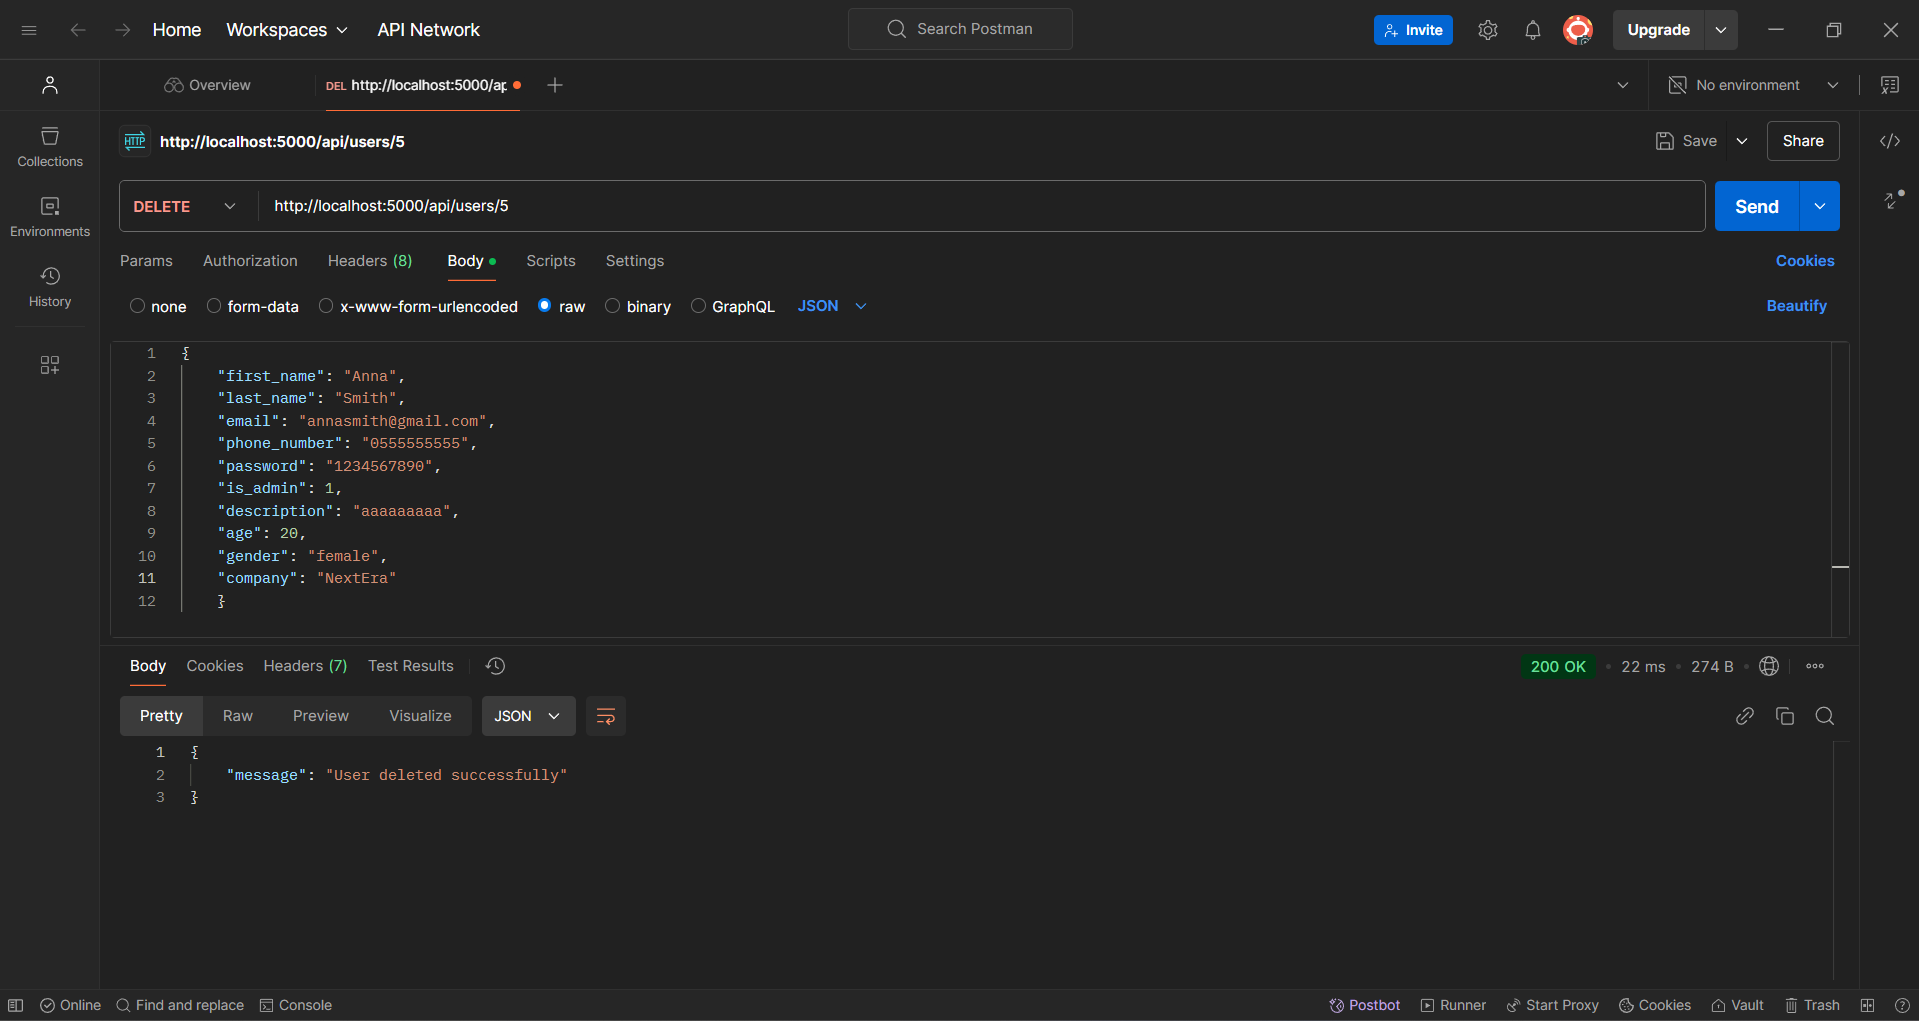 Home Workspaces API Network Search Postman Invite Upgrade
Overview DEL http://localhost:5000/ap No environment
HTTP http://localhost:5000/api/users/5 Save Share
Collections
DELETE http://localhost:5000/api/users/5 Send
Environments
Params Authorization Headers (8) Body Scripts Settings Cookies
History
none form-data x-www-form-urlencoded raw binary GraphQL JSON Beautify
1 {
2 "first_name": "Anna",
3 "last_name": "Smith",
4 "email": "annasmith@gmail.com",
5 "phone_number": "0555555555",
6 "password": "1234567890",
7 "is_admin": 1,
8 "description": "aaaaaaaaa",
9 "age": 20,
10 "gender": "female",
11 "company": "NextEra"
12 }
Body Cookies Headers (7) Test Results 200 OK • 22 ms • 274 B •
Pretty Raw Preview Visualize JSON
1 {
2 "message": "User deleted successfully"
3 }
Online Find and replace Console Postbot Runner Start Proxy Cookies Vault Trash